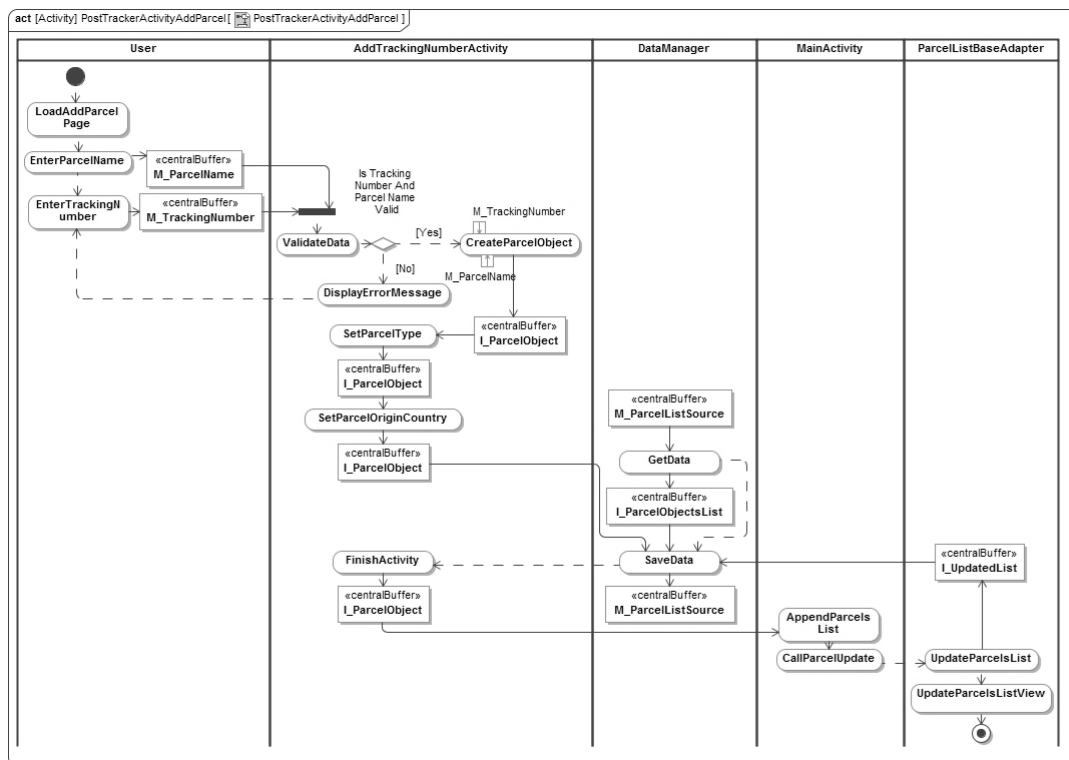 act [Activity] PostTrackerActivityAddParcel[ PostTrackerActivityAddParcel ]
User
AddTrackingNumberActivity
DataManager
MainActivity
ParcelListBaseAdapter
LoadAddParcel
Page
EnterParcelName
«centralBuffer»
M_ParcelName
EnterTrackingN
umber
«centralBuffer»
M_TrackingNumber
Is Tracking
Number And
Parcel Name
Valid
ValidateData
[Yes]
M_TrackingNumber
CreateParcelObject
M_ParcelName
[No]
DisplayErrorMessage
«centralBuffer»
I_ParcelObject
SetParcelType
«centralBuffer»
I_ParcelObject
SetParcelOriginCountry
«centralBuffer»
I_ParcelObject
«centralBuffer»
M_ParcelListSource
GetData
«centralBuffer»
I_ParcelObjectsList
SaveData
«centralBuffer»
M_ParcelListSource
FinishActivity
«centralBuffer»
I_ParcelObject
AppendParcels
List
CallParcelUpdate
«centralBuffer»
I_UpdatedList
UpdateParcelsList
UpdateParcelsListView